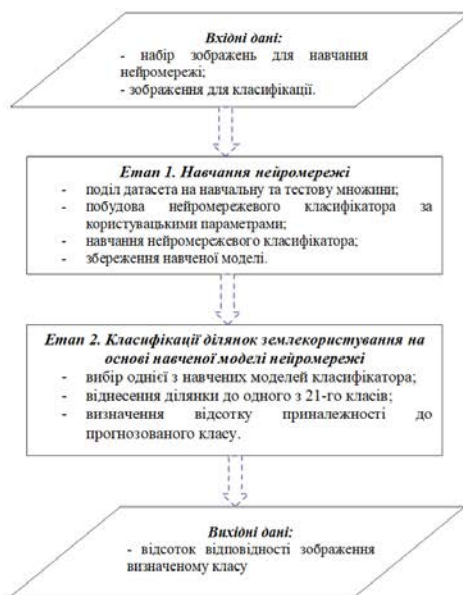 Вхідні дані:
- набір зображень для навчання
нейромережі;
- зображення для класифікації.
Етап 1. Навчання нейромережі
- поділ датасета на навчальну та тестову множини;
- побудова нейромережевого класифікатора за
користувацькими параметрами;
- навчання нейромережевого класифікатора;
- збереження навченої моделі.
Етап 2. Класифікації ділянок землекористування на
основі навченої моделі нейромережі
- вибір однієї з навчених моделей класифікатора;
- віднесення ділянки до одного з 21-го класів;
- визначення відсотку приналежності до
прогнозованого класу.
Вихідні дані:
- відсоток відповідності зображення
визначеному класу